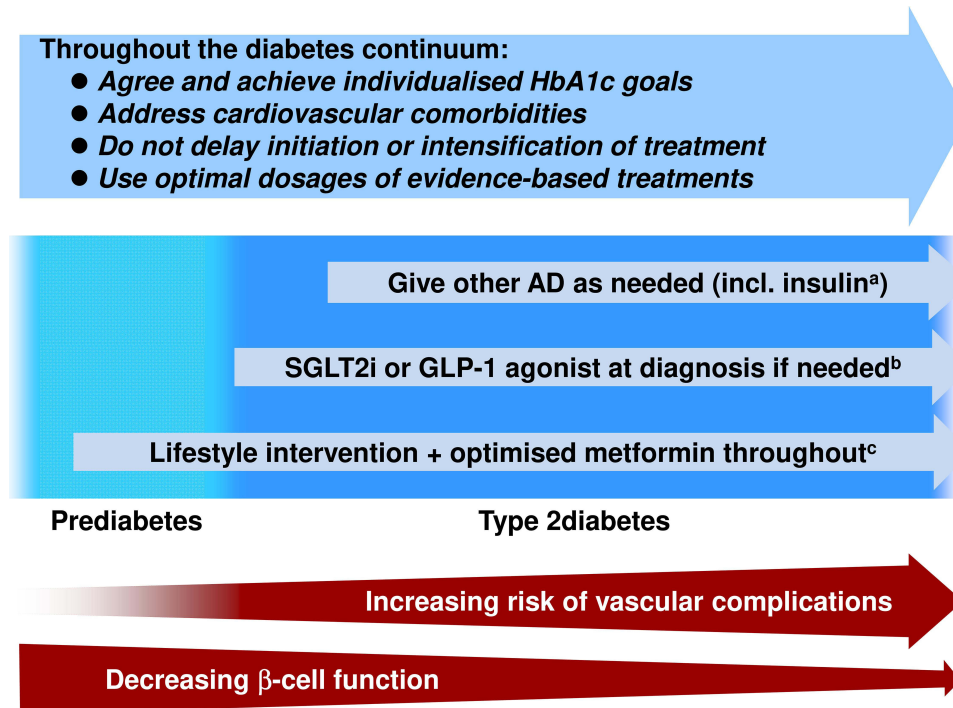 Throughout the diabetes continuum:
● Agree and achieve individualised HbA1c goals
● Address cardiovascular comorbidities
● Do not delay initiation or intensification of treatment
● Use optimal dosages of evidence-based treatments
Give other AD as needed (incl. insulinᵃ)
SGLT2i or GLP-1 agonist at diagnosis if neededᵇ
Lifestyle intervention + optimised metformin throughoutᶜ
Prediabetes
Type 2diabetes
Increasing risk of vascular complications
Decreasing β-cell function